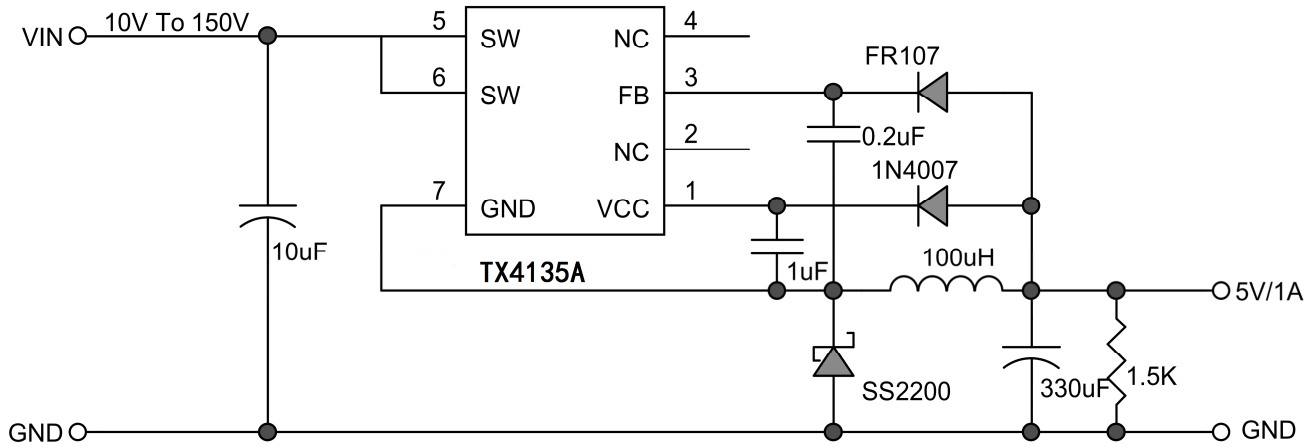 VIN
10V To 150V
5
SW
NC
4
6
SW
FB
3
FR107
0.2uF
NC
2
1N4007
7
GND
VCC
1
10uF
TX4135A
1uF
100uH
5V/1A
SS2200
330uF
1.5K
GND
GND